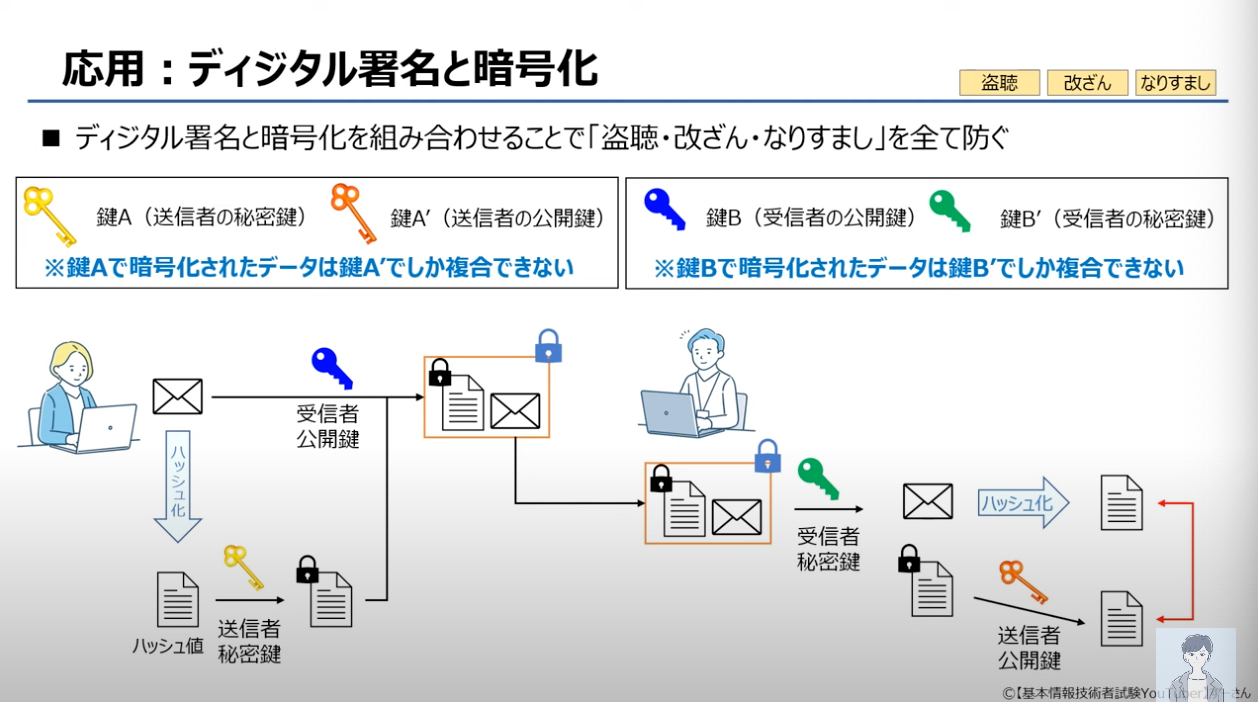 応用：ディジタル署名と暗号化
盗聴
改ざん
なりすまし
■ ディジタル署名と暗号化を組み合わせることで「盗聴・改ざん・なりすまし」を全て防ぐ
鍵A（送信者の秘密鍵）
鍵A’（送信者の公開鍵）
※鍵Aで暗号化されたデータは鍵A’でしか複合できない
鍵B（受信者の公開鍵）
鍵B’（受信者の秘密鍵）
※鍵Bで暗号化されたデータは鍵B’でしか複合できない
受信者
公開鍵
ハッシュ化
ハッシュ値
送信者
秘密鍵
受信者
秘密鍵
ハッシュ化
送信者
公開鍵
©【基本情報技術者試験YouTuber】
さん